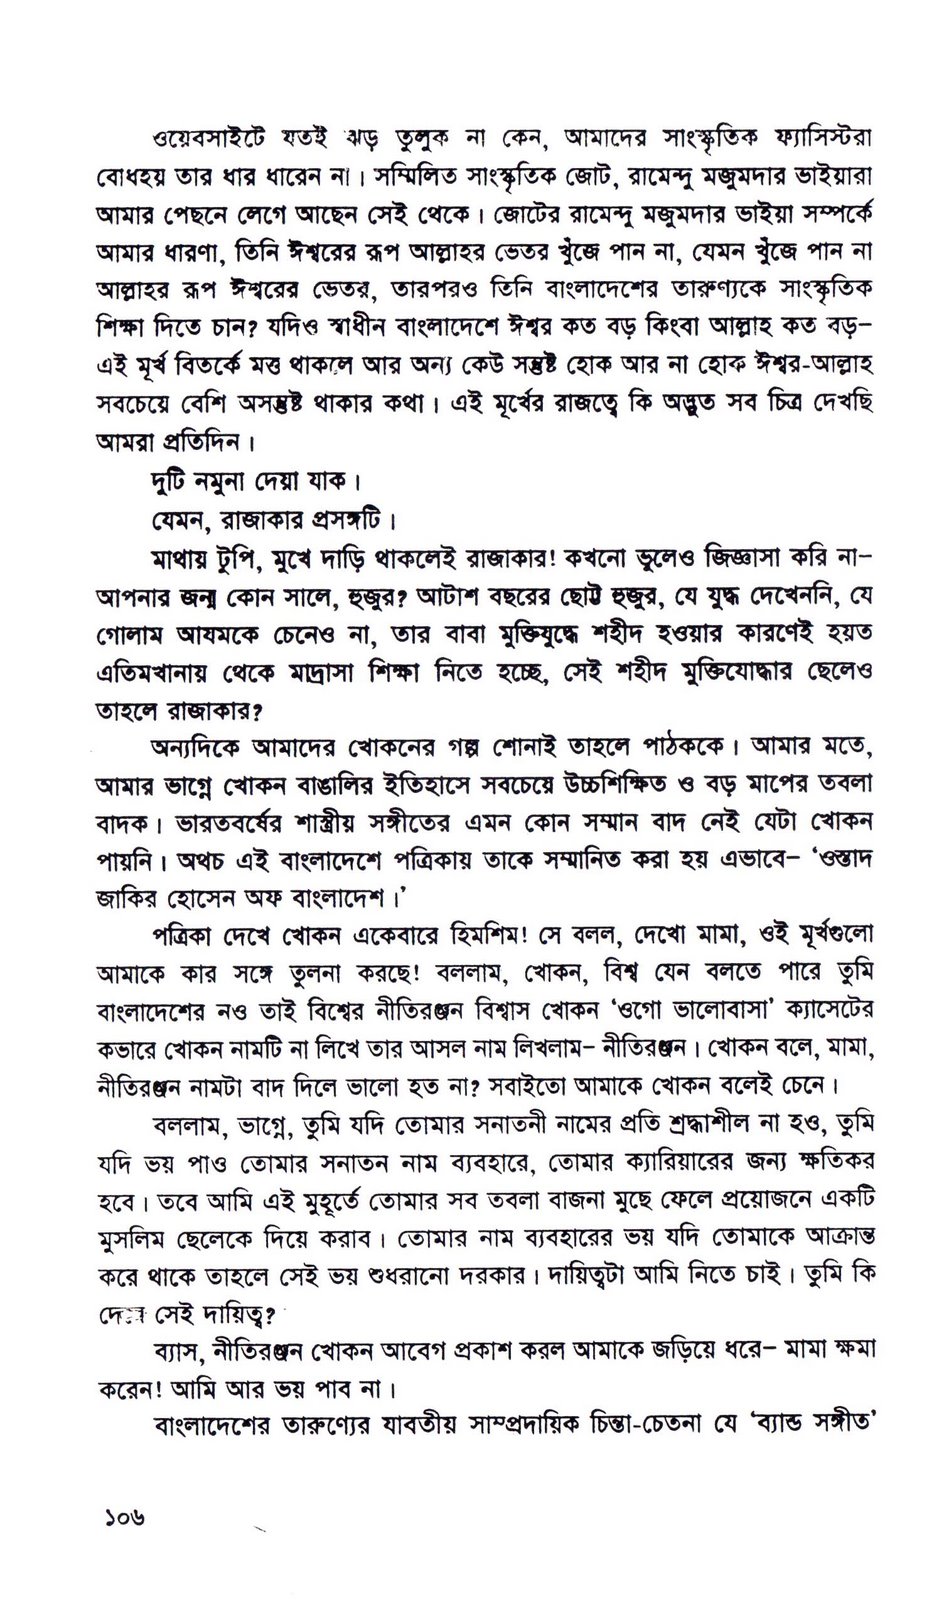 ওয়েবসাইটে যতই ঝড় তুলুক না কেন, আমাদের সাংস্কৃতিক ফ্যাসিস্টরা
বোধহয় তার ধার ধারেন না। সম্মিলিত সাংস্কৃতিক জোট, রামেন্দু মজুমদার ভাইয়ারা
আমার পেছনে লেগে আছেন সেই থেকে। জোটের রামেন্দু মজুমদার ভাইয়া সম্পর্কে
আমার ধারণা, তিনি ঈশ্বরের রূপ আল্লাহর ভেতর খুঁজে পান না, যেমন খুঁজে পান না
আল্লাহর রূপ ঈশ্বরের ভেতর, তারপরও তিনি বাংলাদেশের তারুণ্যকে সাংস্কৃতিক
শিক্ষা দিতে চান? যদিও স্বাধীন বাংলাদেশে ঈশ্বর কত বড় কিংবা আল্লাহ কত বড়–
এই মূর্খ বিতর্কে মত্ত থাকলে আর অন্য কেউ সন্তুষ্ট হোক আর না হোক ঈশ্বর-আল্লাহ
সবচেয়ে বেশি অসন্তুষ্ট থাকার কথা। এই মূর্খের রাজত্বে কি অদ্ভুত সব চিত্র দেখছি
আমরা প্রতিদিন।
দুটি নমুনা দেয়া যাক।
যেমন, রাজাকার প্রসঙ্গটি।
মাথায় টুপি, মুখে দাড়ি থাকলেই রাজাকার! কখনো ভুলেও জিজ্ঞাসা করি না–
আপনার জন্ম কোন সালে, হুজুর? আটাশ বছরের ছোট্ট হুজুর, যে যুদ্ধ দেখেননি, যে
গোলাম আযমকে চেনেও না, তার বাবা মুক্তিযুদ্ধে শহীদ হওয়ার কারণেই হয়ত
এতিমখানায় থেকে মাদ্রাসা শিক্ষা নিতে হচ্ছে, সেই শহীদ মুক্তিযোদ্ধার ছেলেও
তাহলে রাজাকার?
অন্যদিকে আমাদের খোকনের গল্প শোনাই তাহলে পাঠককে। আমার মতে,
আমার ভাগ্নে খোকন বাঙালির ইতিহাসে সবচেয়ে উচ্চশিক্ষিত ও বড় মাপের তবলা
বাদক। ভারতবর্ষের শাস্ত্রীয় সঙ্গীতের এমন কোন সম্মান বাদ নেই যেটা খোকন
পায়নি। অথচ এই বাংলাদেশে পত্রিকায় তাকে সম্মানিত করা হয় এভাবে– ‘ওস্তাদ
জাকির হোসেন অফ বাংলাদেশ।’
পত্রিকা দেখে খোকন একেবারে হিমশিম! সে বলল, দেখো মামা, ওই মূর্খগুলো
আমাকে কার সঙ্গে তুলনা করছে! বললাম, খোকন, বিশ্ব যেন বলতে পারে তুমি
বাংলাদেশের নও তাই বিশ্বের নীতিরঞ্জন বিশ্বাস খোকন ‘ওগো ভালোবাসা’ ক্যাসেটের
কভারে খোকন নামটি না লিখে তার আসল নাম লিখলাম– নীতিরঞ্জন। খোকন বলে, মামা,
নীতিরঞ্জন নামটা বাদ দিলে ভালো হত না? সবাইতো আমাকে খোকন বলেই চেনে।
বললাম, ভাগ্নে, তুমি যদি তোমার সনাতনী নামের প্রতি শ্রদ্ধাশীল না হও, তুমি
যদি ভয় পাও তোমার সনাতন নাম ব্যবহারে, তোমার ক্যারিয়ারের জন্য ক্ষতিকর
হবে। তবে আমি এই মুহূর্তে তোমার সব তবলা বাজনা মুছে ফেলে প্রয়োজনে একটি
মুসলিম ছেলেকে দিয়ে করাব। তোমার নাম ব্যবহারের ভয় যদি তোমাকে আক্রান্ত
করে থাকে তাহলে সেই ভয় শুধরানো দরকার। দায়িত্বটা আমি নিতে চাই। তুমি কি
সেই দায়িত্ব?
ব্যাস, নীতিরঞ্জন খোকন আবেগ প্রকাশ করল আমাকে জড়িয়ে ধরে– মামা ক্ষমা
করেন! আমি আর ভয় পাব না।
বাংলাদেশের তারুণ্যের যাবতীয় সাম্প্রদায়িক চিন্তা-চেতনা যে ‘ব্যান্ড সঙ্গীত’
১০৬